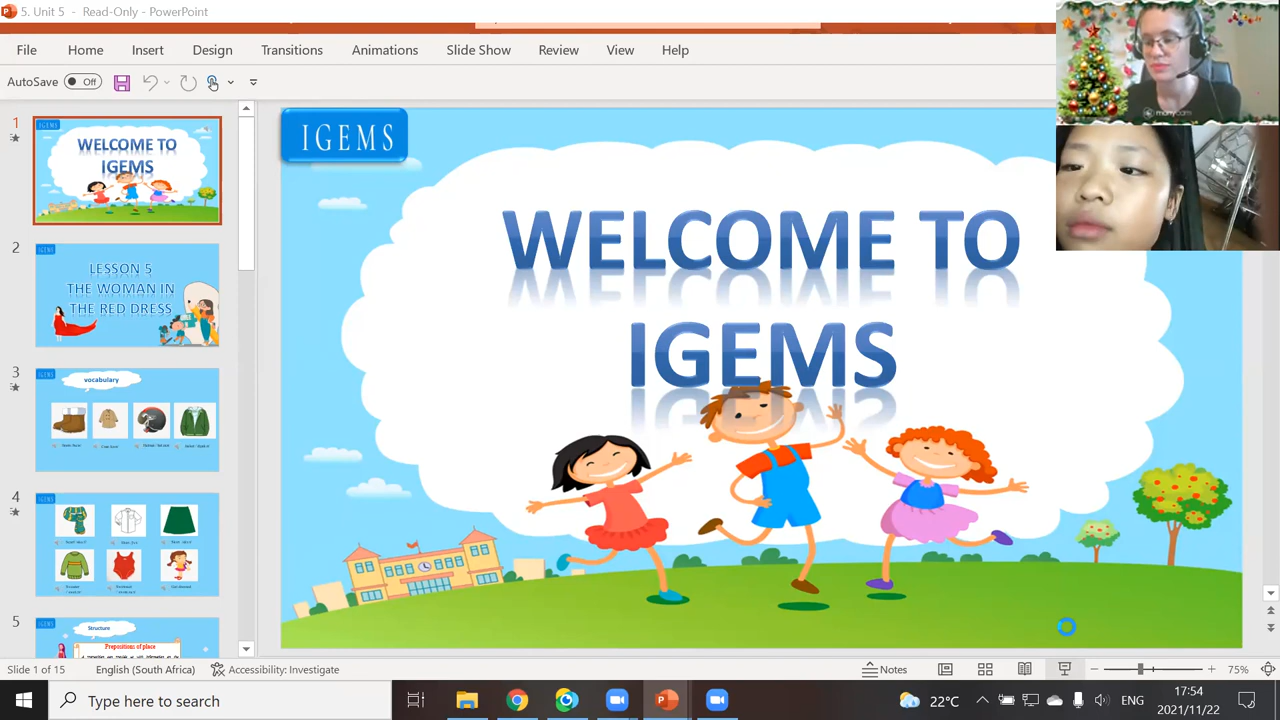 5. Unit 5 - Read-Only - PowerPoint
File Home Insert Design Transitions Animations Slide Show Review View Help
AutoSave Off
1
IGEMS
WELCOME TO
IGEMS
2
IGEMS
LESSON 5
THE WOMAN IN
THE RED DRESS
3
IGEMS
vocabulary
4
IGEMS
5
IGEMS
Structure
Prepositions of place
IGEMS
WELCOME TO
IGEMS
Slide 1 of 15 English (South Africa) Accessibility: Investigate Notes 75%
Type here to search 22°C ENG 17:54
2021/11/22